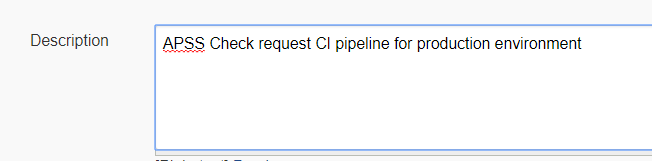 Description
APSS Check request CI pipeline for production environment